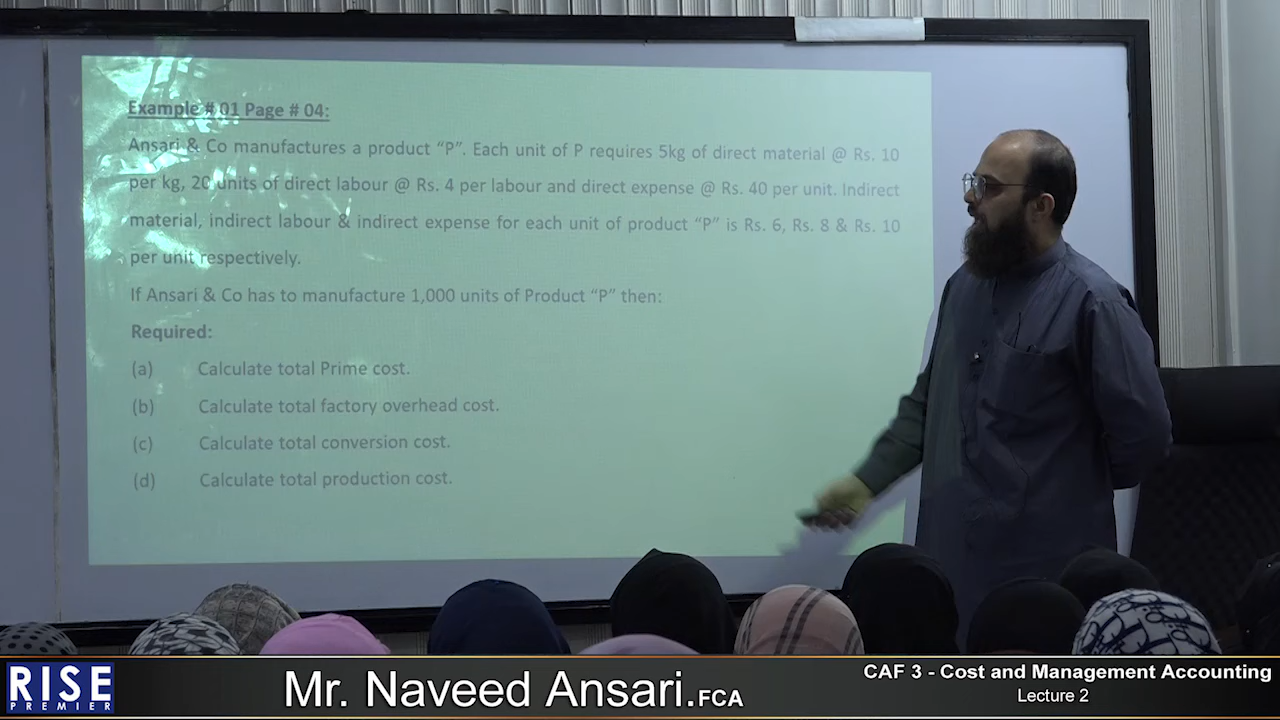 Example # 01 Page # 04:
Ansari & Co manufactures a product “P”. Each unit of P requires 5kg of direct material @ Rs. 10
per kg, 20 units of direct labour @ Rs. 4 per labour and direct expense @ Rs. 40 per unit. Indirect
material, indirect labour & indirect expense for each unit of product “P” is Rs. 6, Rs. 8 & Rs. 10
per unit respectively.
If Ansari & Co has to manufacture 1,000 units of Product “P” then:
Required:
(a) Calculate total Prime cost.
(b) Calculate total factory overhead cost.
(c) Calculate total conversion cost.
(d) Calculate total production cost.
RISE
PREMIER
Mr. Naveed Ansari.FCA
CAF 3 - Cost and Management Accounting
Lecture 2